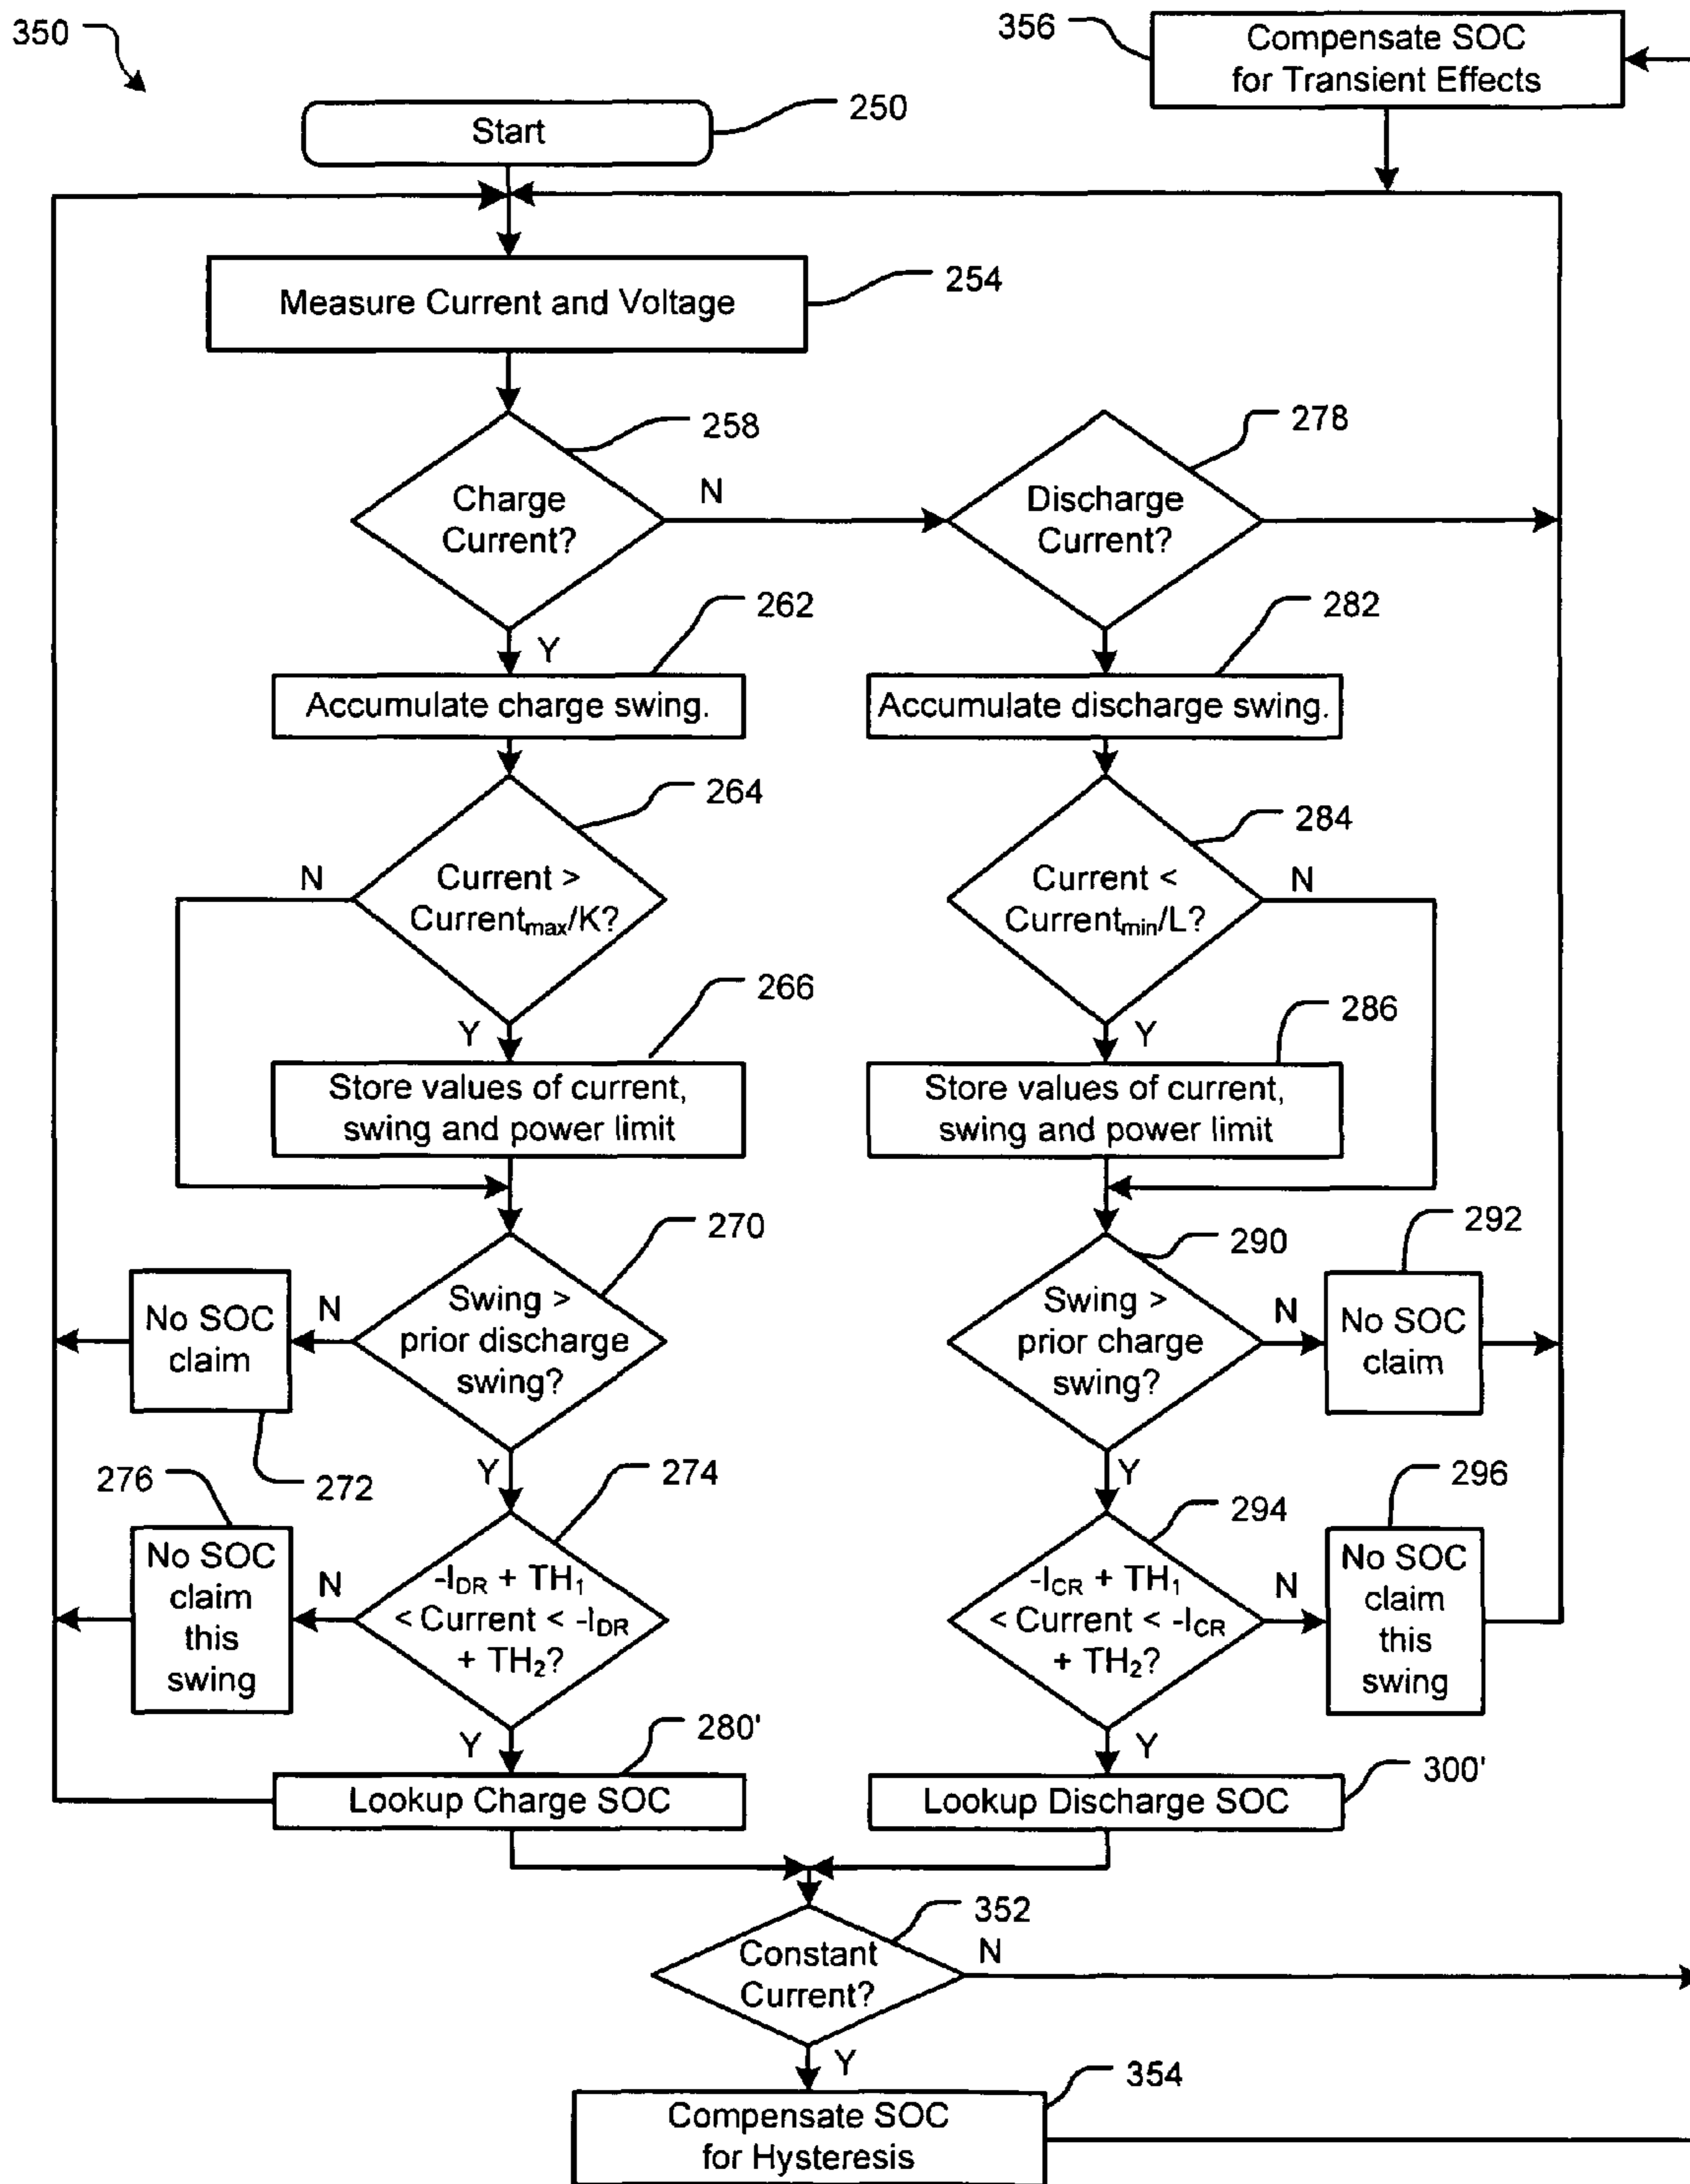 350
356
Compensate SOC
for Transient Effects
Start
250
Measure Current and Voltage
254
258
Charge
Current?
N
Y
278
Discharge
Current?
262
Accumulate charge swing.
282
Accumulate discharge swing.
264
Current >
Currentmax/K?
N
Y
284
Current <
Currentmin/L?
N
Y
266
Store values of current,
swing and power limit
286
Store values of current,
swing and power limit
270
Swing >
prior discharge
swing?
N
Y
No SOC
claim
272
290
Swing >
prior charge
swing?
N
Y
292
No SOC
claim
274
-IDR + TH1
< Current < -IDR
+ TH2?
N
Y
276
No SOC
claim
this
swing
294
-ICR + TH1
< Current < -ICR
+ TH2?
N
Y
296
No SOC
claim
this
swing
280'
Lookup Charge SOC
300'
Lookup Discharge SOC
352
Constant
Current?
N
Y
354
Compensate SOC
for Hysteresis